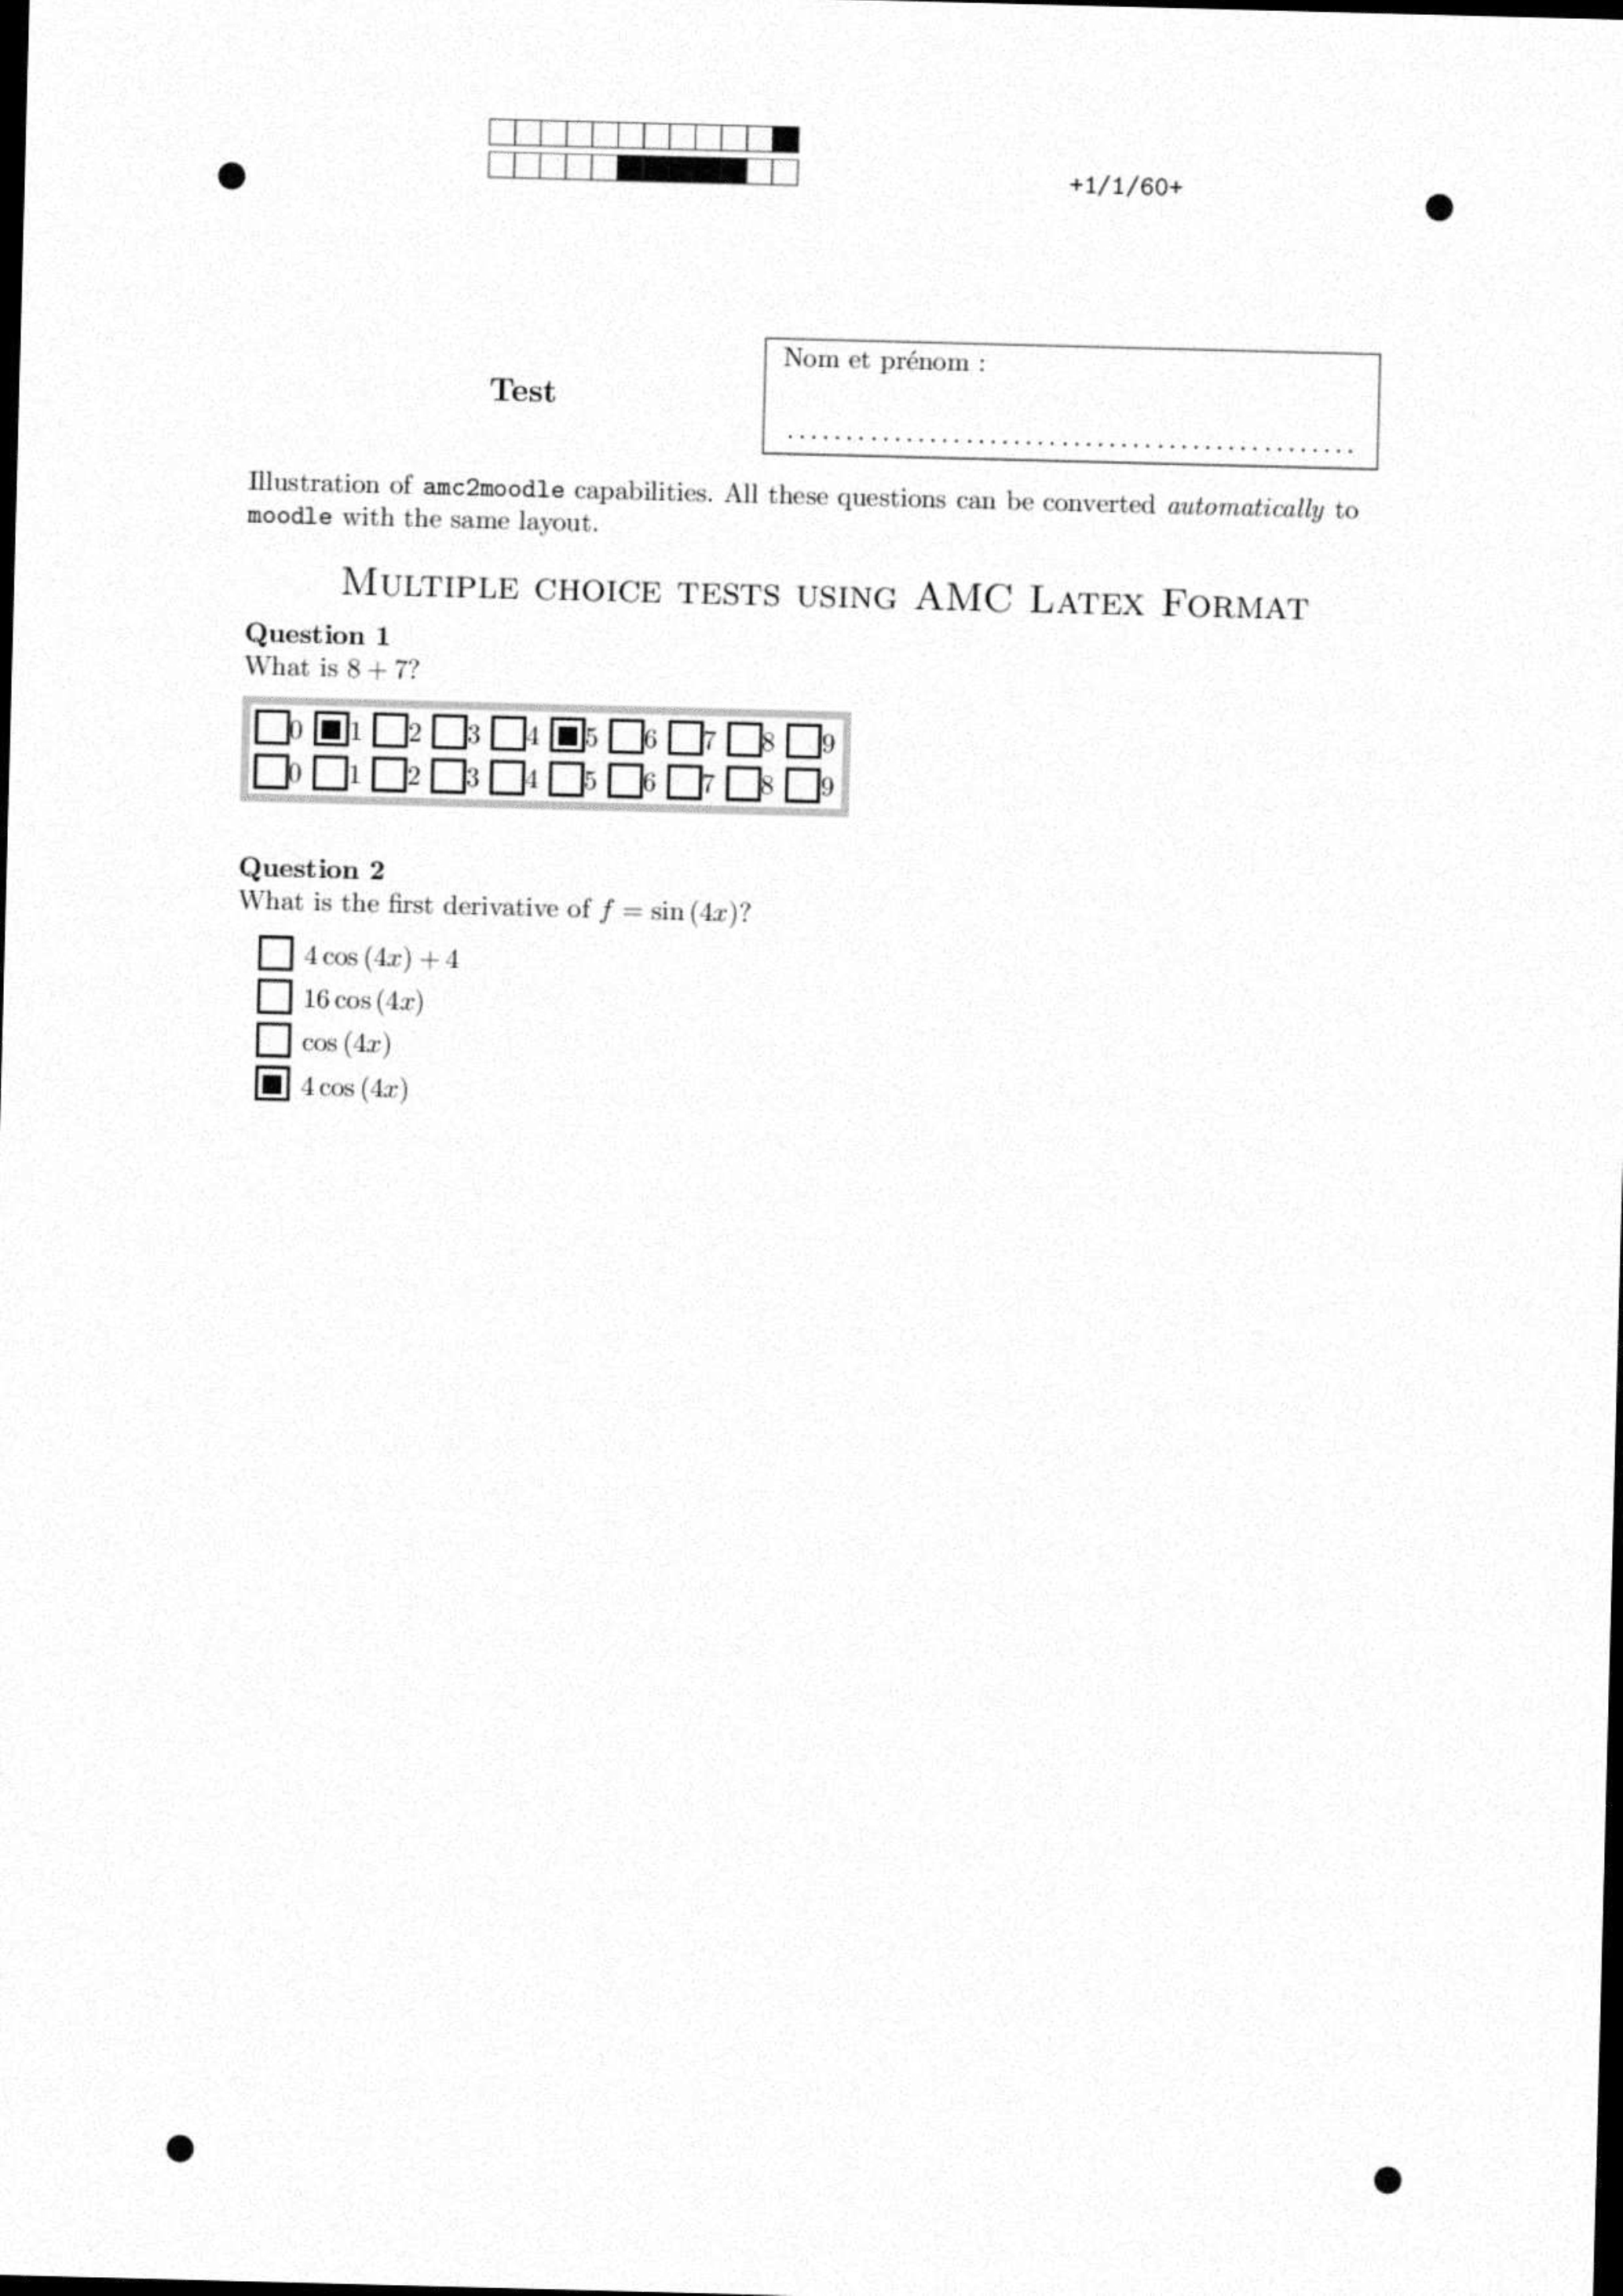 +1/1/60+
Test
Nom et prénom :
Illustration of amc2moodle capabilities. All these questions can be converted automatically to
moodle with the same layout.
MULTIPLE CHOICE TESTS USING AMC LATEX FORMAT
Question 1
What is 8 + 7?
0 1 2 3 4 5 6 7 8 9
0 1 2 3 4 5 6 7 8 9
Question 2
What is the first derivative of f = sin (4x)?
4 cos (4x) + 4
16 cos (4x)
cos (4x)
4 cos (4x)